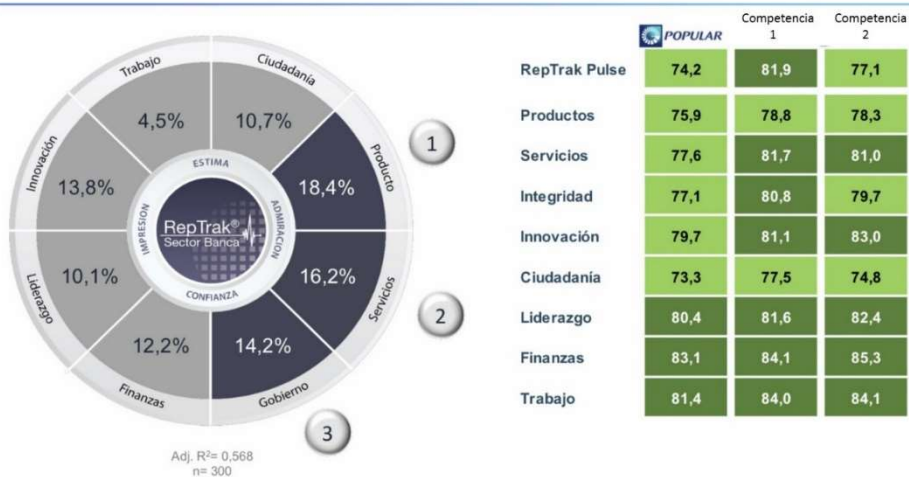 Trabajo
Ciudadanía
Producto
Servicios
Gobierno
Finanzas
Liderazgo
Innovación
4,5%
10,7%
18,4%
16,2%
14,2%
12,2%
10,1%
13,8%
ESTIMA
ADMIRACION
CONFIANZA
IMPRESION
RepTrak®
Sector Banca
1
2
3
Adj. R²= 0,568
n= 300
POPULAR
Competencia
1
Competencia
2
RepTrak Pulse 74,2 81,9 77,1
Productos 75,9 78,8 78,3
Servicios 77,6 81,7 81,0
Integridad 77,1 80,8 79,7
Innovación 79,7 81,1 83,0
Ciudadanía 73,3 77,5 74,8
Liderazgo 80,4 81,6 82,4
Finanzas 83,1 84,1 85,3
Trabajo 81,4 84,0 84,1